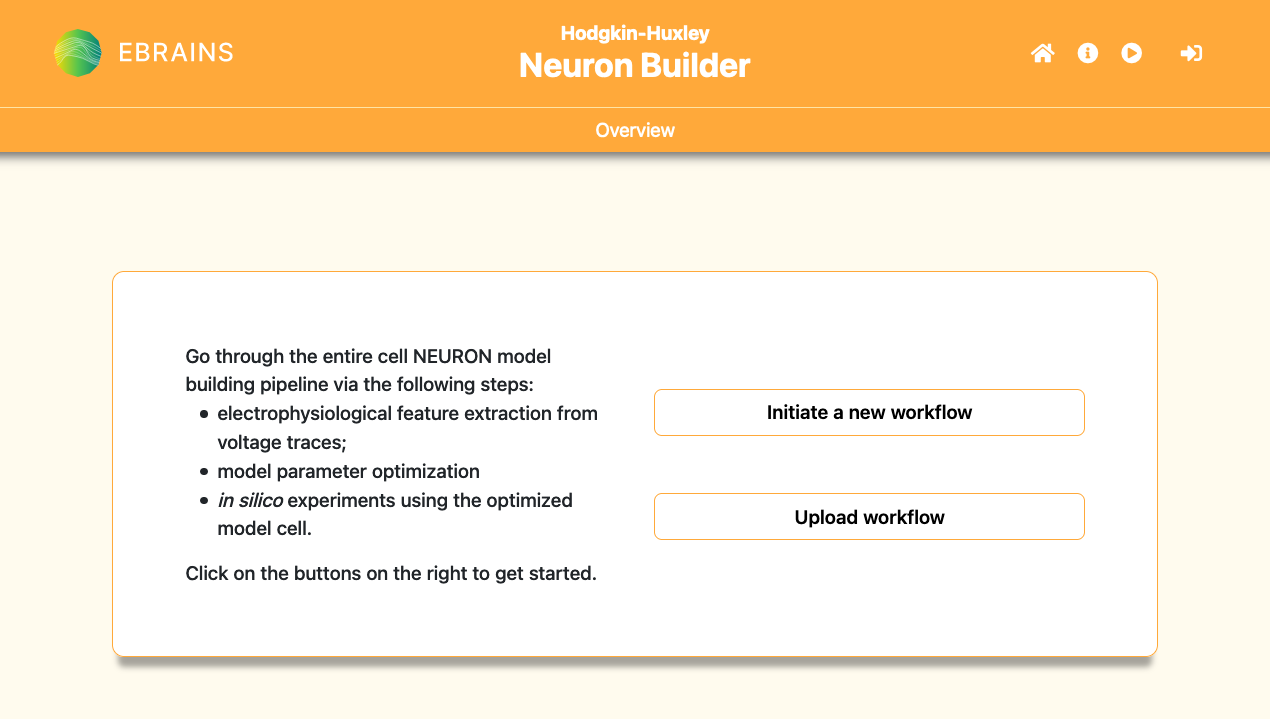 EBRAINS
Hodgkin-Huxley
Neuron Builder
Overview
Go through the entire cell NEURON model
building pipeline via the following steps:
• electrophysiological feature extraction from
voltage traces;
• model parameter optimization
• in silico experiments using the optimized
model cell.
Click on the buttons on the right to get started.
Initiate a new workflow
Upload workflow